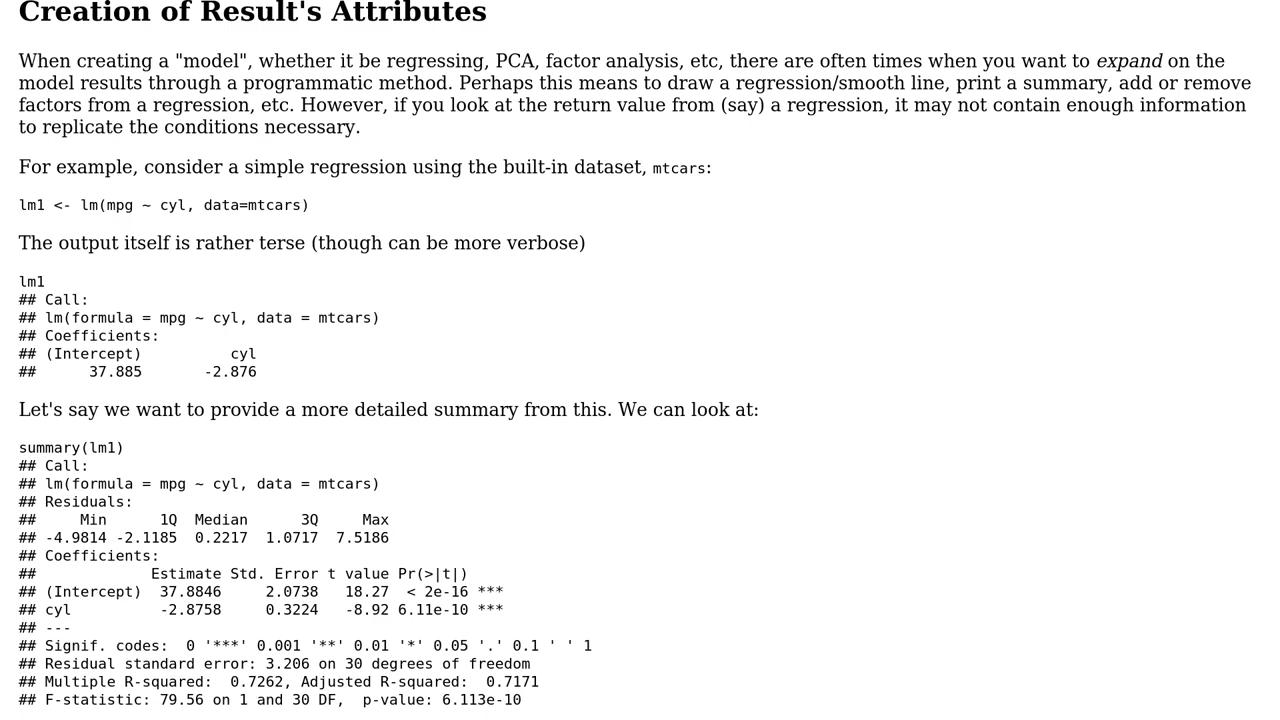 Creation of Result's Attributes
When creating a "model", whether it be regressing, PCA, factor analysis, etc, there are often times when you want to expand on the
model results through a programmatic method. Perhaps this means to draw a regression/smooth line, print a summary, add or remove
factors from a regression, etc. However, if you look at the return value from (say) a regression, it may not contain enough information
to replicate the conditions necessary.
For example, consider a simple regression using the built-in dataset, mtcars:
lm1 <- lm(mpg ~ cyl, data=mtcars)
The output itself is rather terse (though can be more verbose)
lm1
## Call:
## lm(formula = mpg ~ cyl, data = mtcars)
## Coefficients:
## (Intercept)          cyl
##      37.885       -2.876
Let's say we want to provide a more detailed summary from this. We can look at:
summary(lm1)
## Call:
## lm(formula = mpg ~ cyl, data = mtcars)
## Residuals:
##     Min      1Q  Median      3Q     Max
## -4.9814 -2.1185  0.2217  1.0717  7.5186
## Coefficients:
##             Estimate Std. Error t value Pr(>|t|)
## (Intercept)  37.8846     2.0738   18.27  < 2e-16 ***
## cyl          -2.8758     0.3224   -8.92 6.11e-10 ***
## ---
## Signif. codes:  0 '***' 0.001 '**' 0.01 '*' 0.05 '.' 0.1 ' ' 1
## Residual standard error: 3.206 on 30 degrees of freedom
## Multiple R-squared:  0.7262, Adjusted R-squared:  0.7171
## F-statistic: 79.56 on 1 and 30 DF,  p-value: 6.113e-10